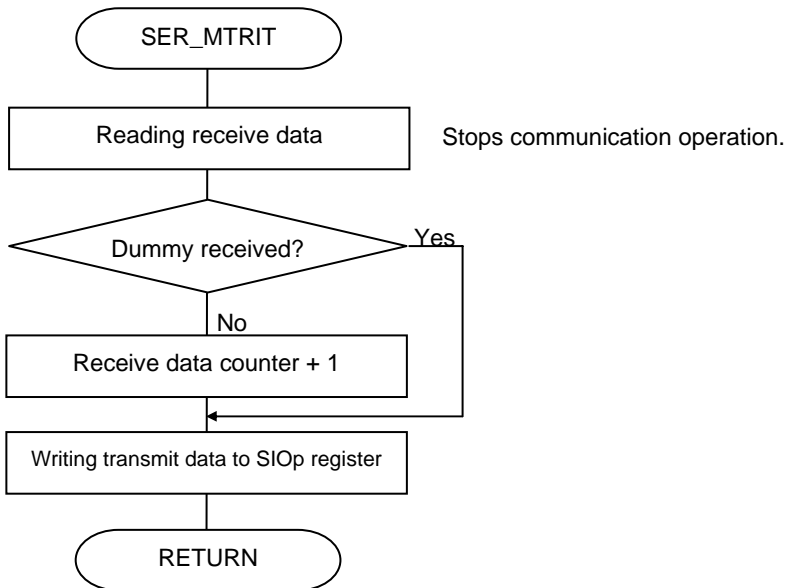 SER_MTRIT
Reading receive data
Stops communication operation.
Dummy received?
Yes
No
Receive data counter + 1
Writing transmit data to SIOp register
RETURN